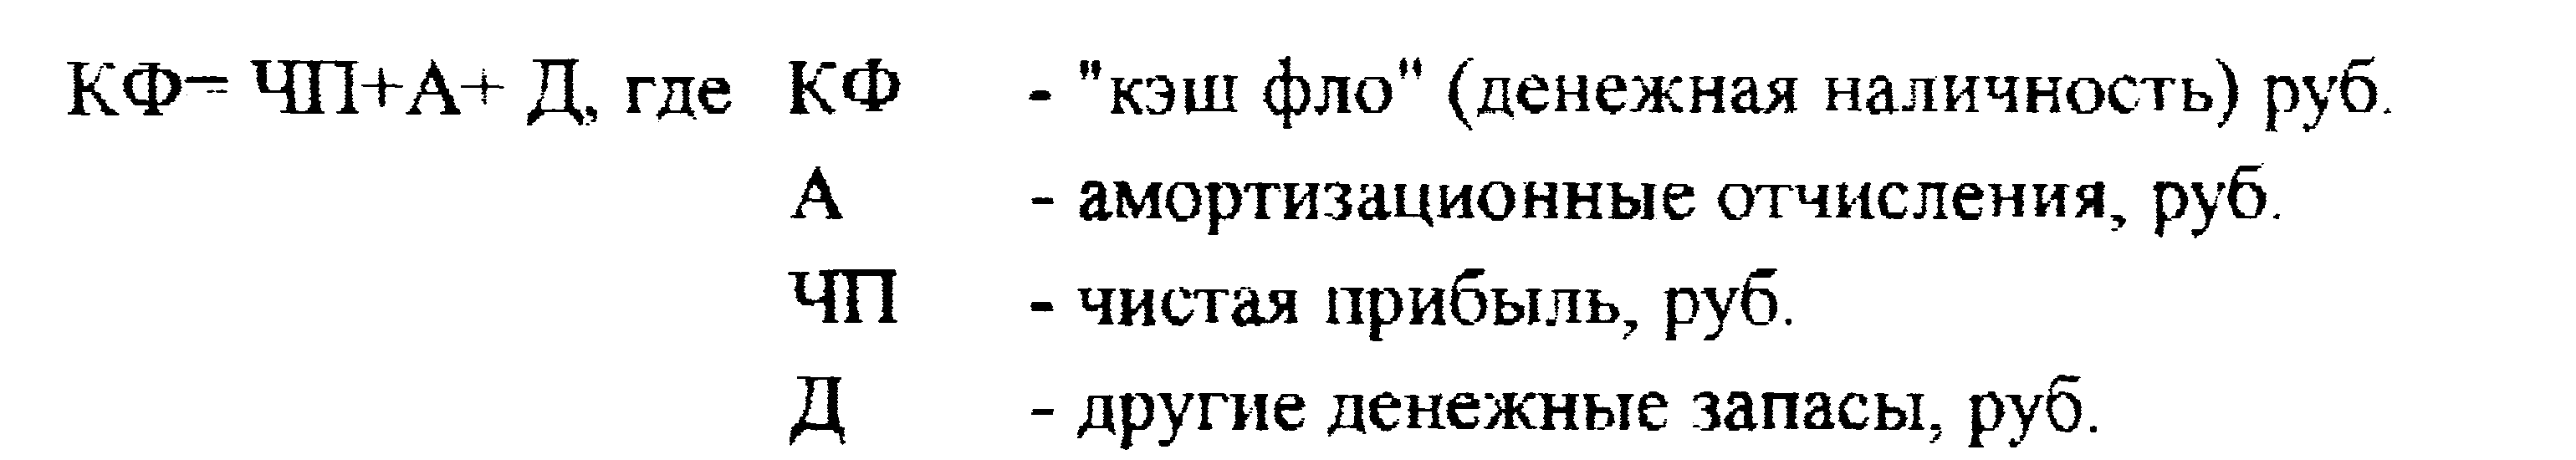 КФ= ЧП+А+ Д, где КФ - "кэш фло" (денежная наличность) руб.
А - амортизационные отчисления, руб.
ЧП - чистая прибыль, руб.
Д - другие денежные запасы, руб.